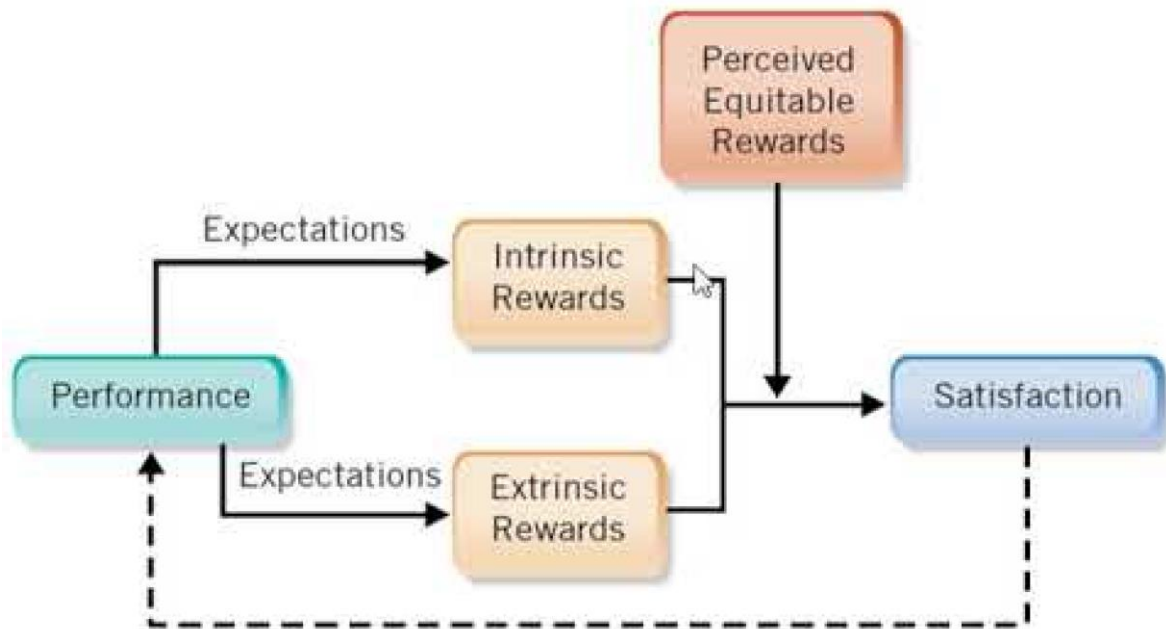 Perceived
Equitable
Rewards
Expectations
Intrinsic
Rewards
Performance
Satisfaction
Expectations
Extrinsic
Rewards